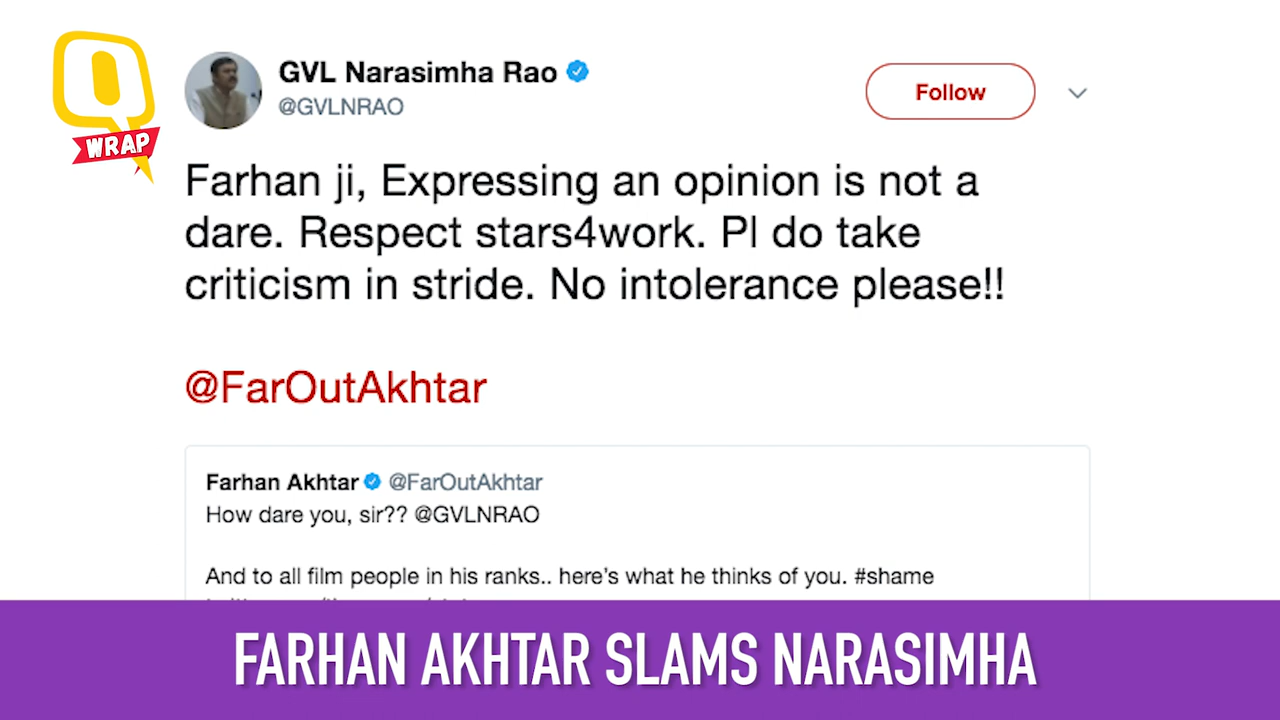 Q
WRAP
GVL Narasimha Rao
@GVLNRAO
Follow
Farhan ji, Expressing an opinion is not a
dare. Respect stars4work. Pl do take
criticism in stride. No intolerance please!!
@FarOutAkhtar
Farhan Akhtar @FarOutAkhtar
How dare you, sir?? @GVLNRAO
And to all film people in his ranks.. here's what he thinks of you. #shame
FARHAN AKHTAR SLAMS NARASIMHA